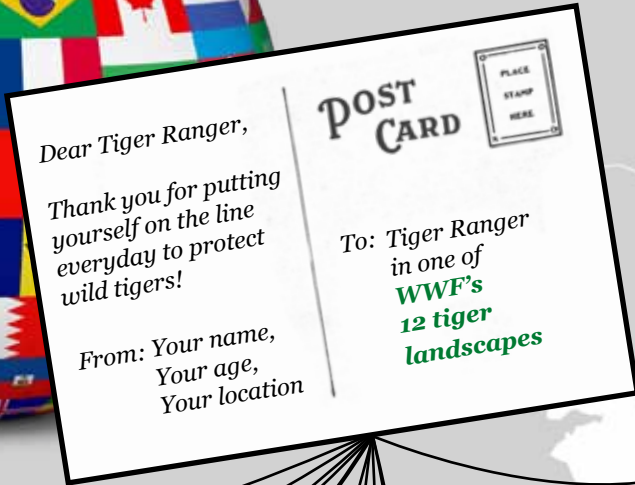 Dear Tiger Ranger,
Thank you for putting
yourself on the line
everyday to protect
wild tigers!
From: Your name,
Your age,
Your location
POST
CARD
PLACE
STAMP
HERE
To: Tiger Ranger
in one of
WWF's
12 tiger
landscapes